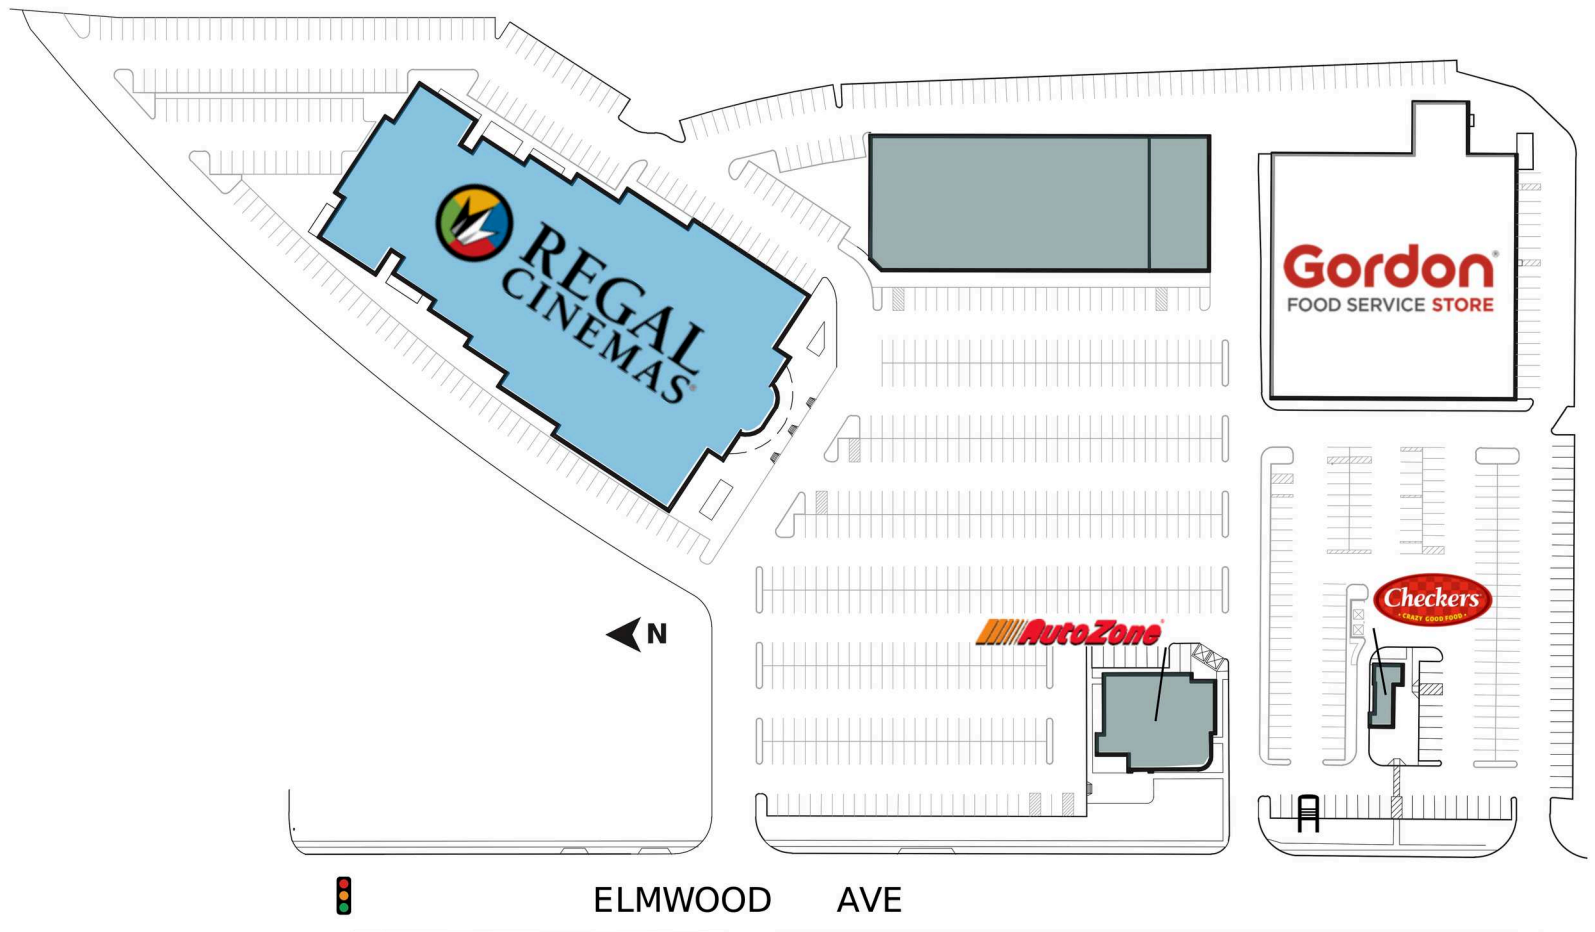 REGAL
CINEMAS
Gordon®
FOOD SERVICE STORE
Checkers
• CRAZY GOOD FOOD •
AutoZone
N
ELMWOOD AVE